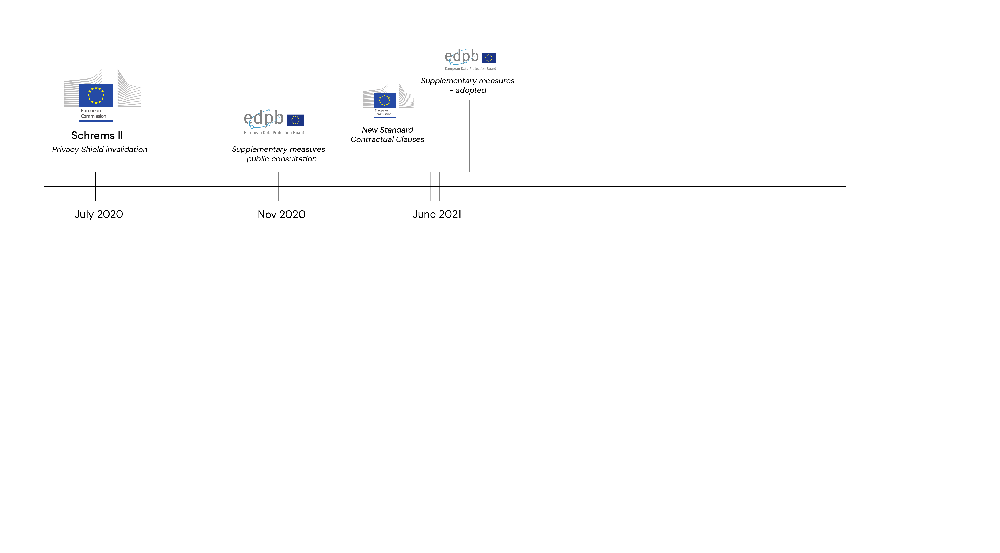 European
Commission
Schrems II
Privacy Shield invalidation
edpb
European Data Protection Board
Supplementary measures
- public consultation
European
Commission
New Standard
Contractual Clauses
edpb
European Data Protection Board
Supplementary measures
- adopted
July 2020
Nov 2020
June 2021